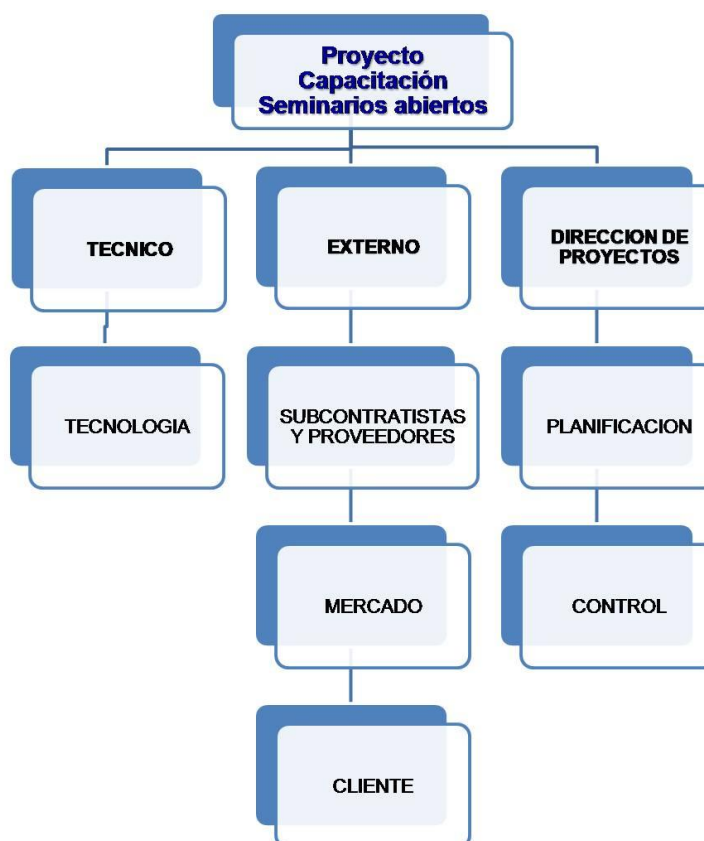 Proyecto
Capacitación
Seminarios abiertos
TECNICO
EXTERNO
DIRECCION DE
PROYECTOS
TECNOLOGIA
SUBCONTRATISTAS
Y PROVEEDORES
PLANIFICACION
MERCADO
CONTROL
CLIENTE